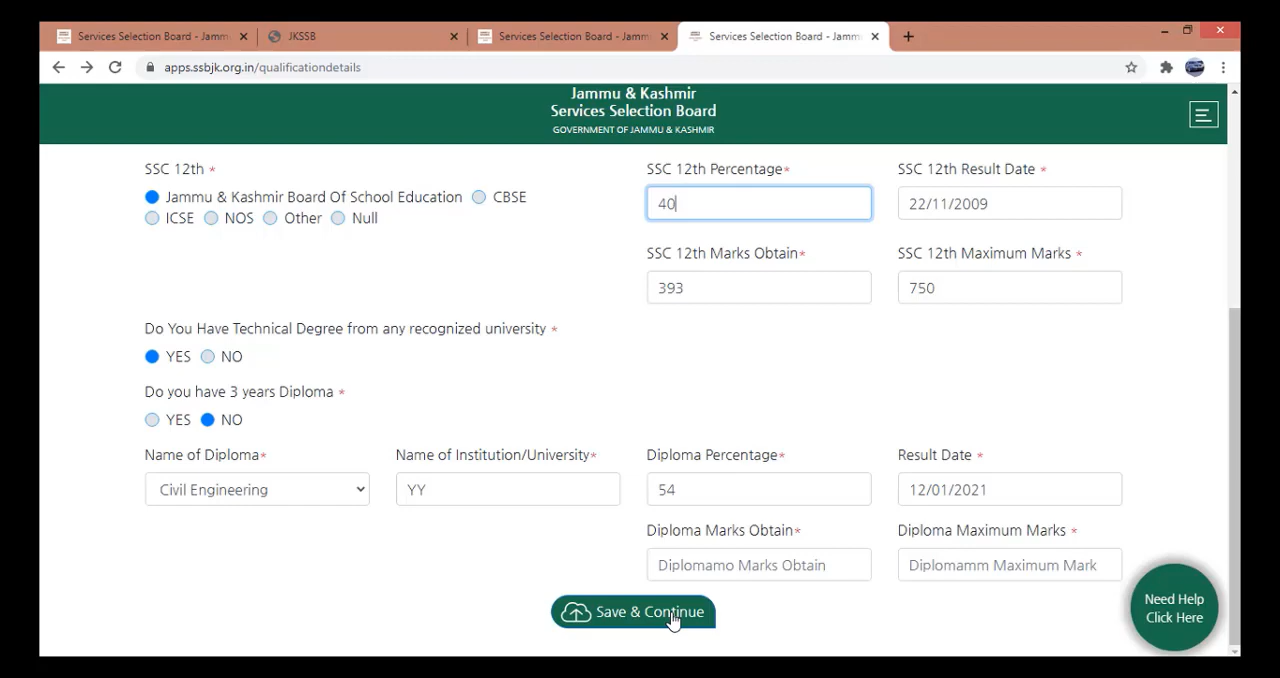 Services Selection Board - Jamm
JKSSB
Services Selection Board - Jamm
Services Selection Board - Jamm
apps.ssbjk.org.in/qualificationdetails
Jammu & Kashmir
Services Selection Board
GOVERNMENT OF JAMMU & KASHMIR
SSC 12th *
SSC 12th Percentage*
SSC 12th Result Date *
Jammu & Kashmir Board Of School Education
CBSE
40
22/11/2009
ICSE NOS Other Null
SSC 12th Marks Obtain*
SSC 12th Maximum Marks *
393
750
Do You Have Technical Degree from any recognized university *
YES NO
Do you have 3 years Diploma *
YES NO
Name of Diploma*
Name of Institution/University*
Diploma Percentage*
Result Date *
Civil Engineering
YY
54
12/01/2021
Diploma Marks Obtain*
Diploma Maximum Marks *
Diplomamo Marks Obtain
Diplomamm Maximum Mark
Save & Continue
Need Help
Click Here